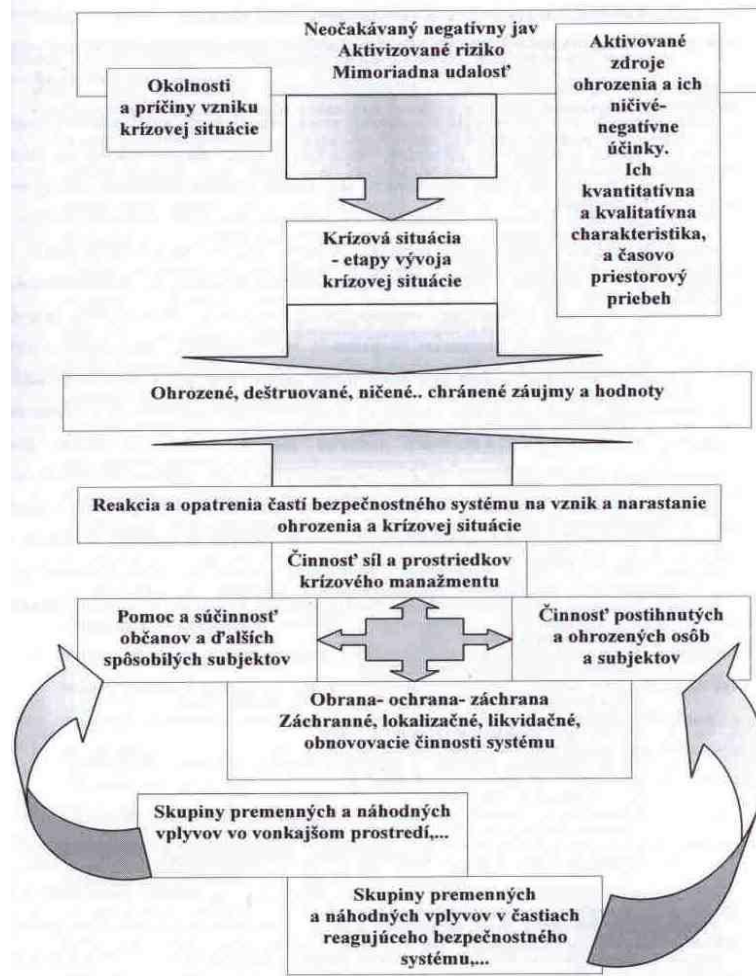 Neočakávaný negatívny jav
Aktivizované riziko
Mimoriadna udalosť
Okolnosti
a príčiny vzniku
krízovej situácie
Aktivované
zdroje
ohrozenia a ich
ničivé-
negatívne
účinky.
Ich
kvantitatívna
a kvalitatívna
charakteristika,
a časovo
priestorový
priebeh
Krízová situácia
- etapy vývoja
krízovej situácie
Ohrozené, deštruované, ničené.. chránené záujmy a hodnoty
Reakcia a opatrenia častí bezpečnostného systému na vznik a narastanie
ohrozenia a krízovej situácie
Činnosť síl a prostriedkov
krízového manažmentu
Pomoc a súčinnosť
občanov a ďalších
spôsobilých subjektov
Činnosť postihnutých
a ohrozených osôb
a subjektov
Obrana- ochrana- záchrana
Záchranné, lokalizačné, likvidačné,
obnovovacie činnosti systému
Skupiny premenných a náhodných
vplyvov vo vonkajšom prostredí,...
Skupiny premenných
a náhodných vplyvov v častiach
reagujúceho bezpečnostného
systému,...